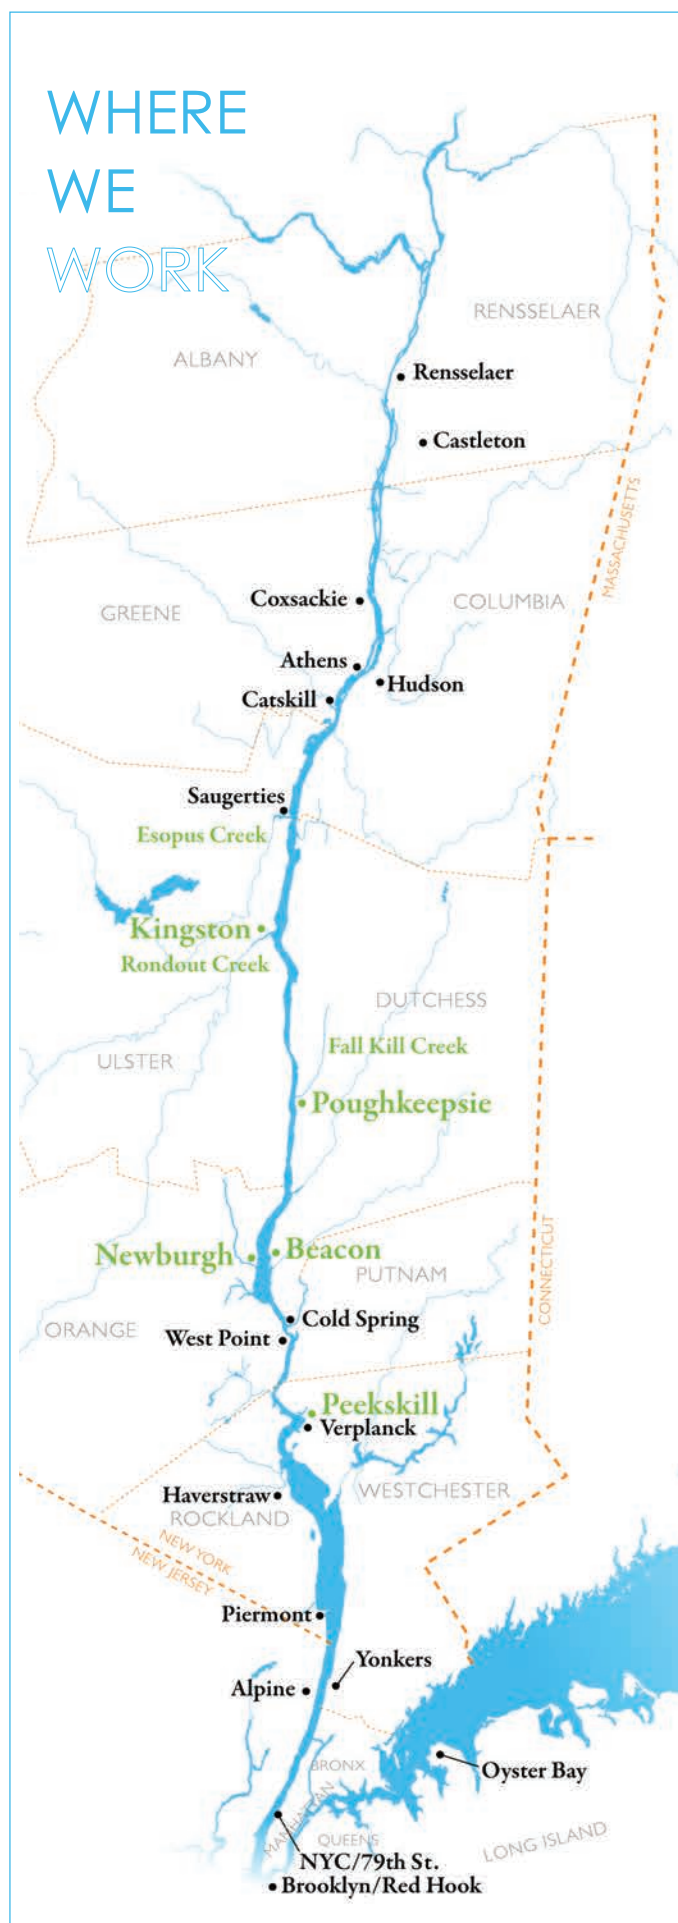 WHERE
WE
WORK
RENSSELAER
ALBANY
Rensselaer
Castleton
MASSACHUSETTS
Coxsackie
COLUMBIA
GREENE
Athens
Hudson
Catskill
Saugerties
Esopus Creek
Kingston
Rondout Creek
DUTCHESS
Fall Kill Creek
ULSTER
Poughkeepsie
Newburgh
Beacon
PUTNAM
CONNECTICUT
Cold Spring
ORANGE
West Point
Peekskill
Verplanck
WESTCHESTER
Haverstraw
ROCKLAND
NEW YORK
NEW JERSEY
Piermont
Yonkers
Alpine
BRONX
Oyster Bay
MANHATTAN
QUEENS
LONG ISLAND
NYC/79th St.
Brooklyn/Red Hook